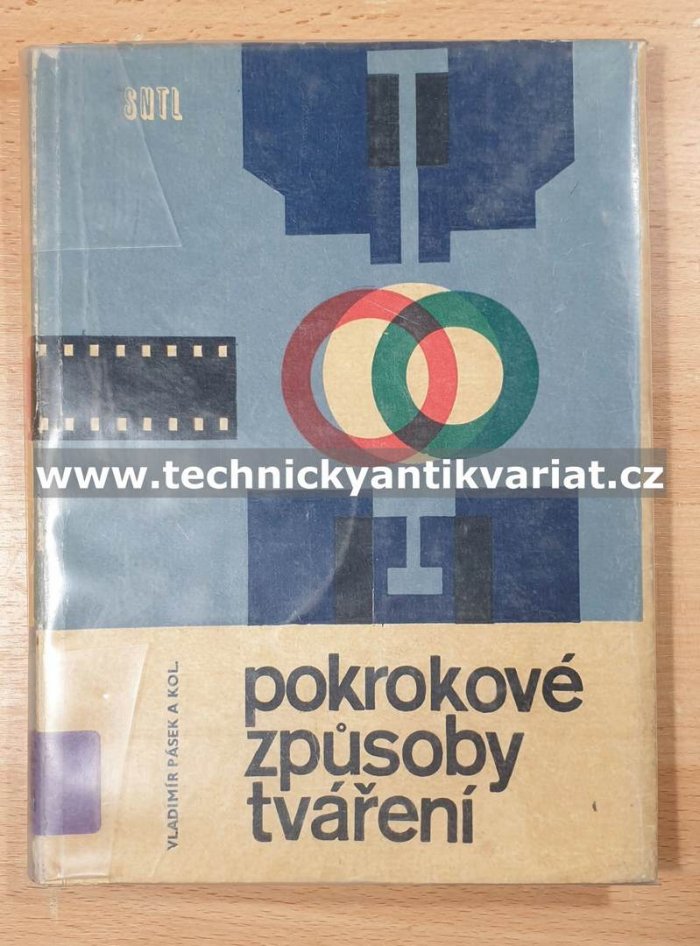 SNTL
www.technickyantikvariat.cz
VLADIMÍR PÁSEK A KOL.
pokrokové
způsoby
tváření